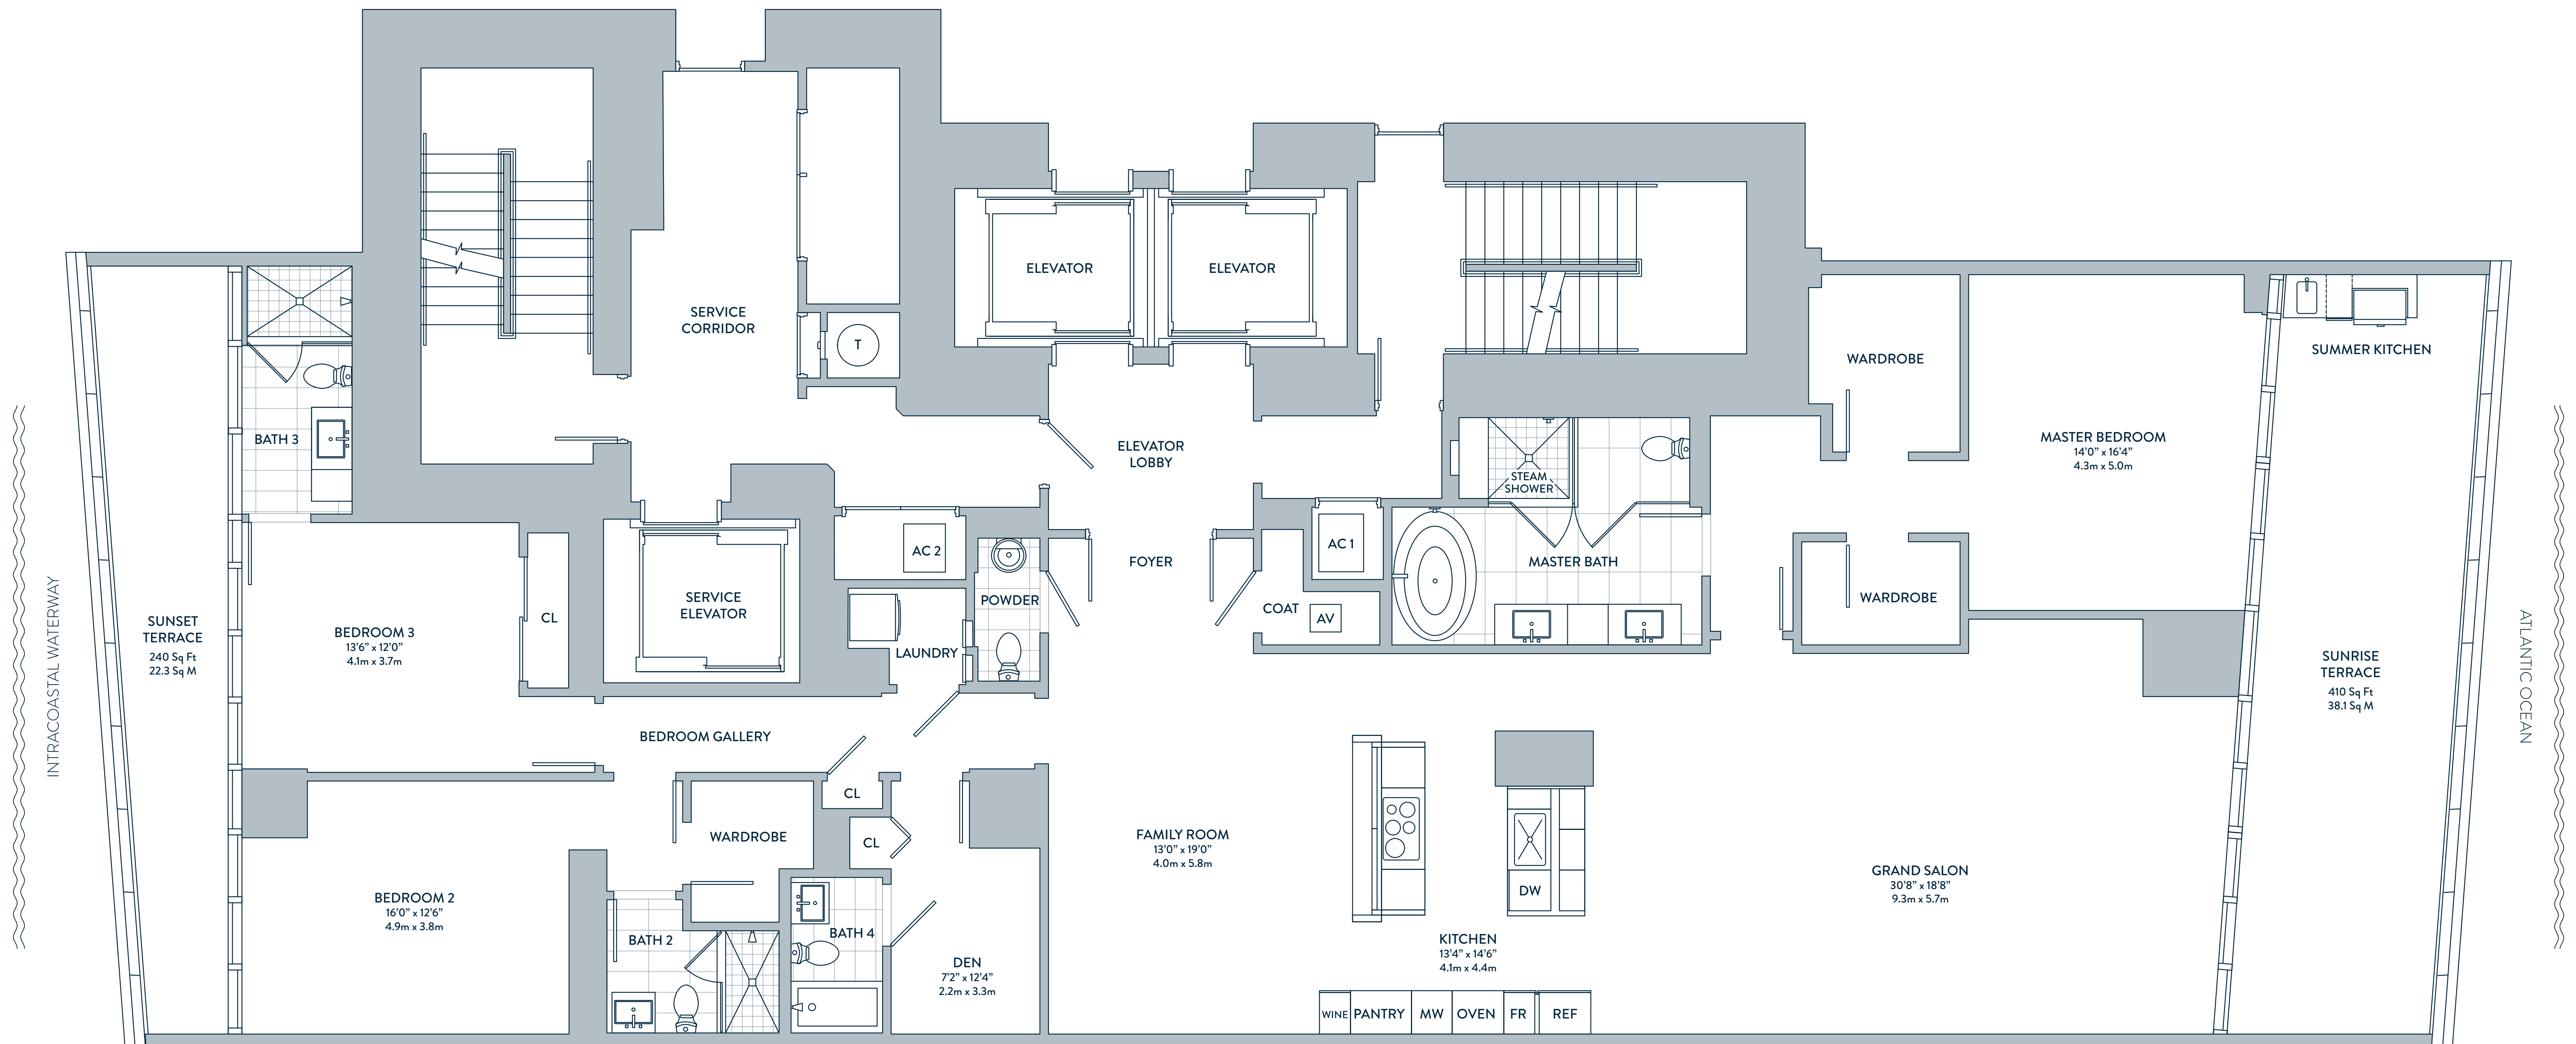 INTRACOASTAL WATERWAY
SUNSET
TERRACE
240 Sq Ft
22.3 Sq M
BATH 3
BEDROOM 3
13'6" x 12'0"
4.1m x 3.7m
CL
BEDROOM 2
16'0" x 12'6"
4.9m x 3.8m
SERVICE
CORRIDOR
T
SERVICE
ELEVATOR
BEDROOM GALLERY
WARDROBE
CL
CL
BATH 2
BATH 4
DEN
7'2" x 12'4"
2.2m x 3.3m
AC 2
LAUNDRY
POWDER
ELEVATOR
ELEVATOR
ELEVATOR
LOBBY
FOYER
COAT
AV
AC 1
STEAM
SHOWER
MASTER BATH
FAMILY ROOM
13'0" x 19'0"
4.0m x 5.8m
DW
KITCHEN
13'4" x 14'6"
4.1m x 4.4m
WINE
PANTRY
MW
OVEN
FR
REF
GRAND SALON
30'8" x 18'8"
9.3m x 5.7m
WARDROBE
WARDROBE
MASTER BEDROOM
14'0" x 16'4"
4.3m x 5.0m
SUMMER KITCHEN
SUNRISE
TERRACE
410 Sq Ft
38.1 Sq M
ATLANTIC OCEAN